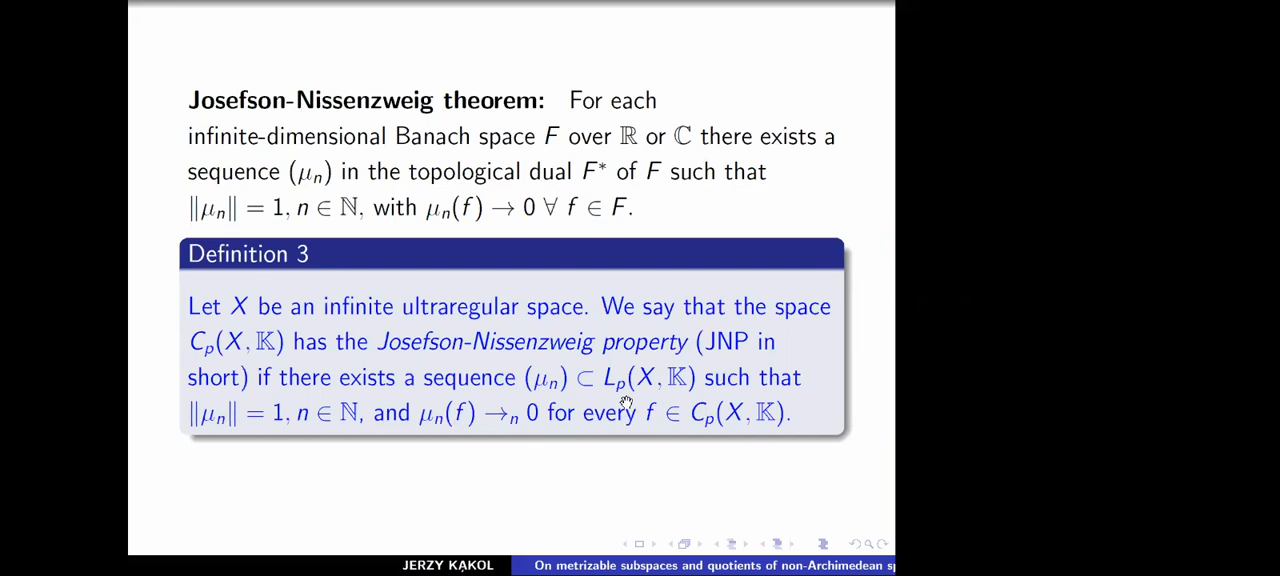 Josefson-Nissenzweig theorem: For each
infinite-dimensional Banach space F over ℝ or ℂ there exists a
sequence (μₙ) in the topological dual F* of F such that
‖μₙ‖ = 1, n ∈ ℕ, with μₙ(f) → 0 ∀ f ∈ F.
Definition 3
Let X be an infinite ultraregular space. We say that the space
Cₚ(X, 𝕂) has the Josefson-Nissenzweig property (JNP in
short) if there exists a sequence (μₙ) ⊂ Lₚ(X, 𝕂) such that
‖μₙ‖ = 1, n ∈ ℕ, and μₙ(f) →ₙ 0 for every f ∈ Cₚ(X, 𝕂).
JERZY KĄKOL On metrizable subspaces and quotients of non-Archimedean sp